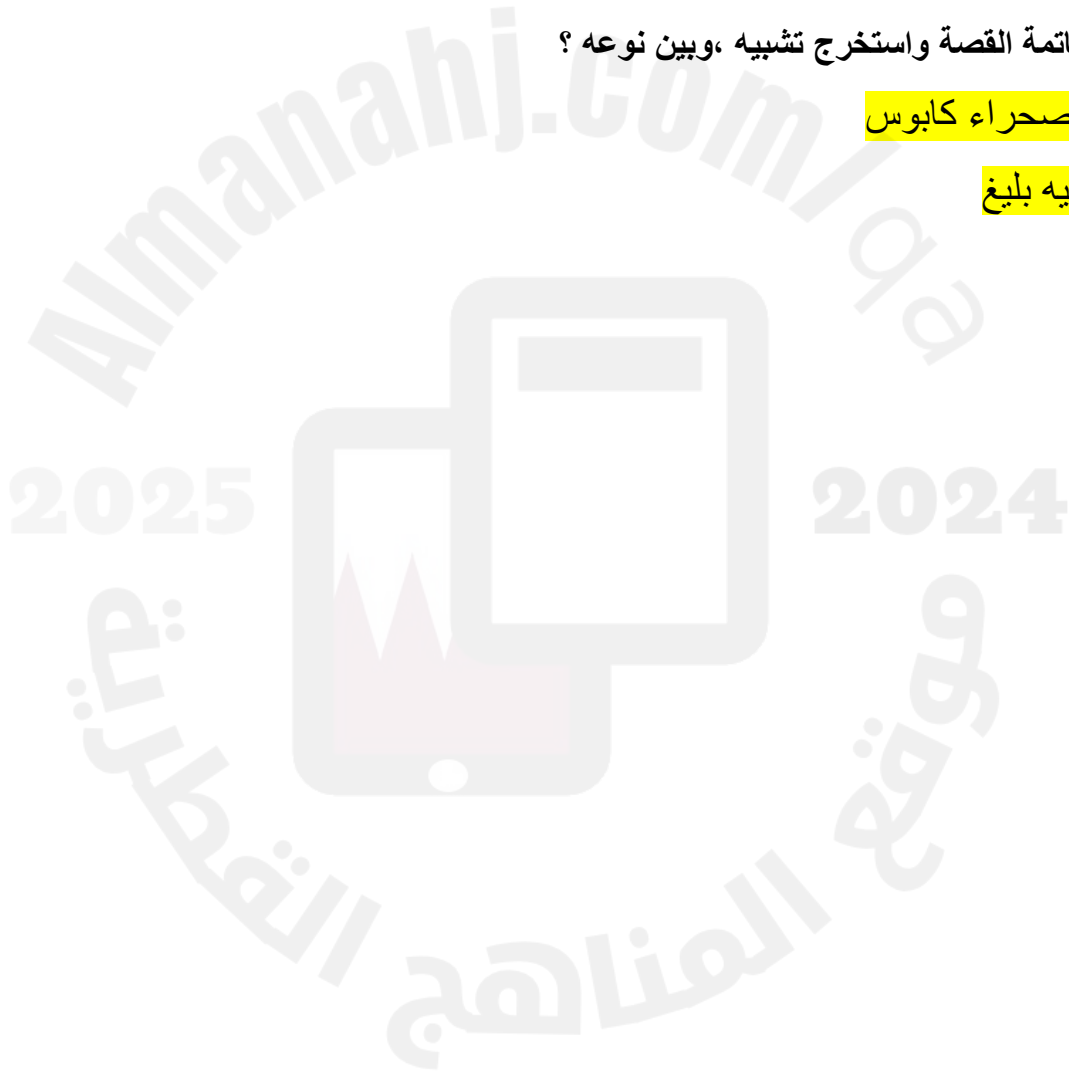 اتمة القصة واستخرج تشبيه ،وبين نوعه ؟
صحراء كابوس
يه بليغ
Almanahj.com/qa
2025
2024
موقع المناهج القطرية